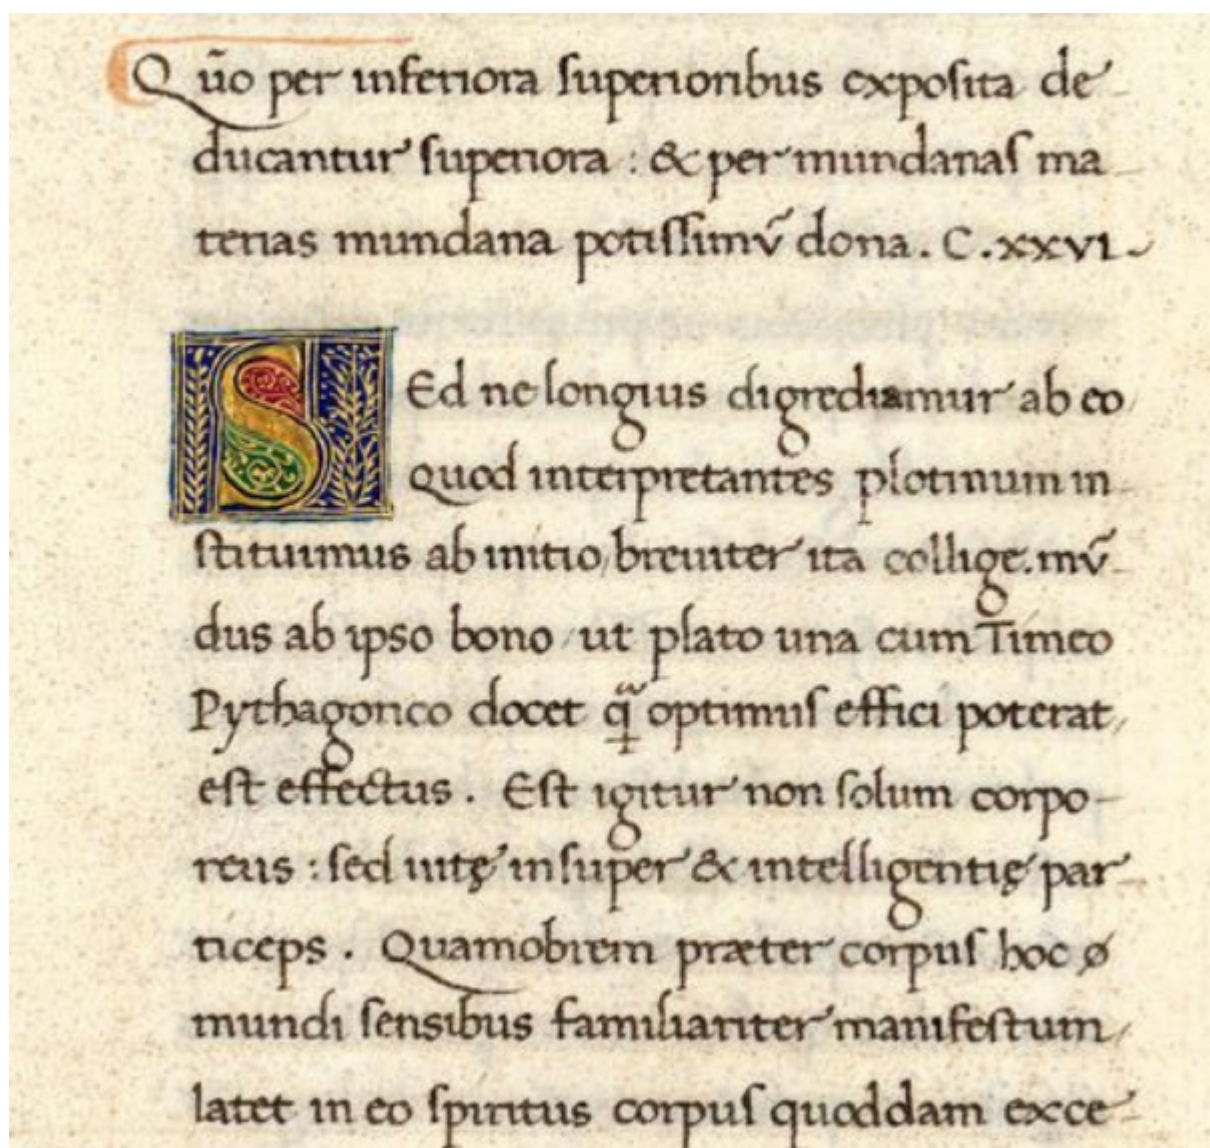 Quo᷑ per inferiora superioribus exposita de-
ducantur superiora : & per mundanas ma-
terias mundana potissimũ dona. C. xxvi.
SEd ne longius digrediamur ab eo
quod interpretantes plotinum in-
stituimus ab initio, breuiter ita collige. mũ-
dus ab ipso bono / ut plato una cum Timeo
Pythagorico docet q̃ optimus effici poterat,
est effectus. Est igitur non solum corpo-
reus : sed uitę insuper & intelligentię par-
ticeps. Quamobrem præter corpus hoc ø
mundi sensibus familiariter manifestum,
latet in eo spiritus corpus quoddam exce-